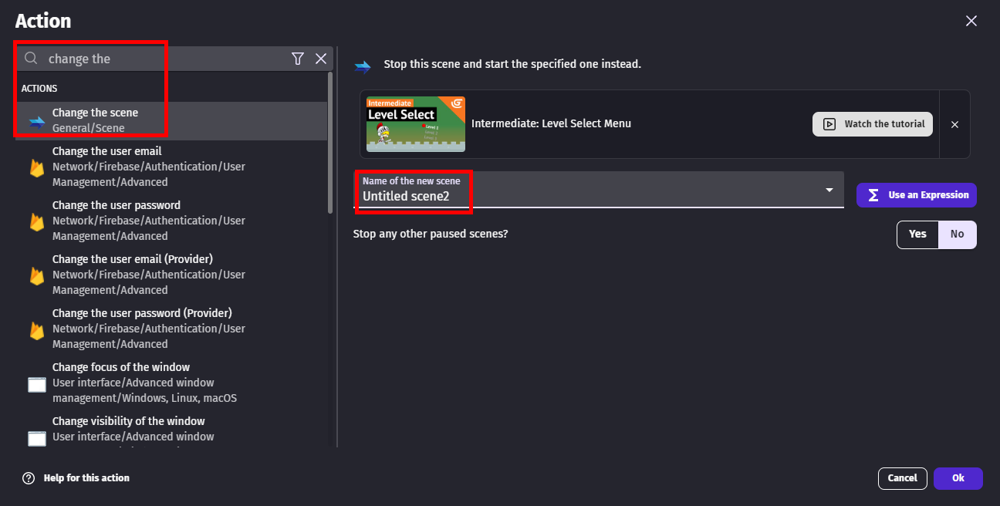 Action
change the
ACTIONS
Change the scene
General/Scene
Change the user email
Network/Firebase/Authentication/User
Management/Advanced
Change the user password
Network/Firebase/Authentication/User
Management/Advanced
Change the user email (Provider)
Network/Firebase/Authentication/User
Management/Advanced
Change the user password (Provider)
Network/Firebase/Authentication/User
Management/Advanced
Change focus of the window
User interface/Advanced window
management/Windows, Linux, macOS
Change visibility of the window
User interface/Advanced window
Stop this scene and start the specified one instead.
Intermediate
Level Select
Level 1
Level 2
Intermediate: Level Select Menu
Watch the tutorial
Name of the new scene
Untitled scene2
Use an Expression
Stop any other paused scenes?
Yes
No
Help for this action
Cancel
Ok